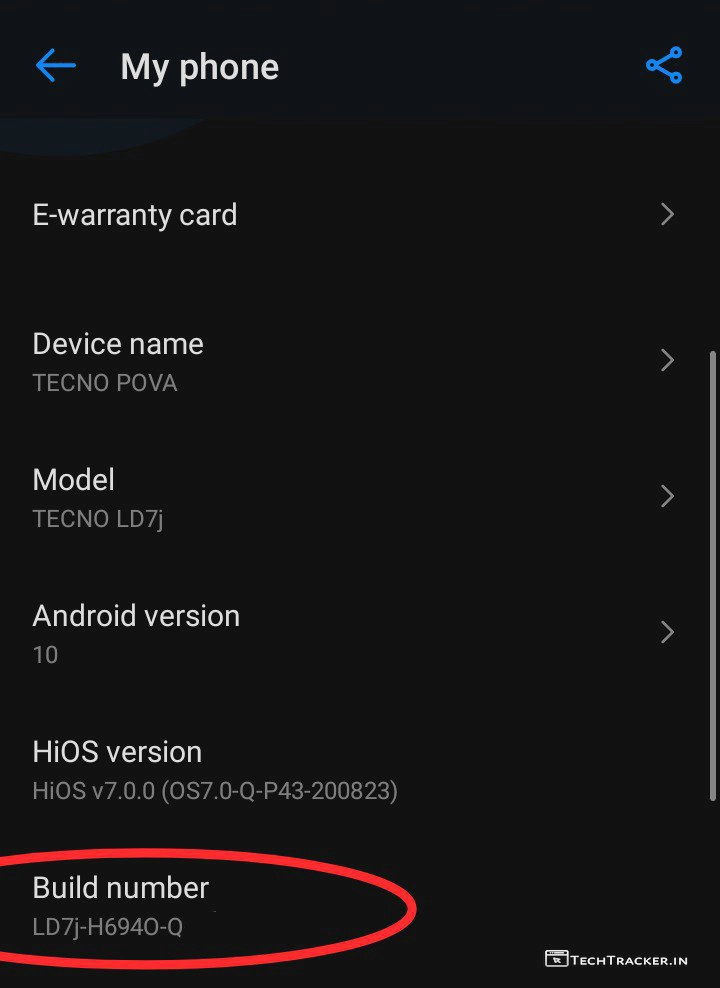 My phone
E-warranty card
Device name
TECNO POVA
Model
TECNO LD7j
Android version
10
HiOS version
HiOS v7.0.0 (OS7.0-Q-P43-200823)
Build number
LD7j-H694O-Q
TECHTRACKER.IN